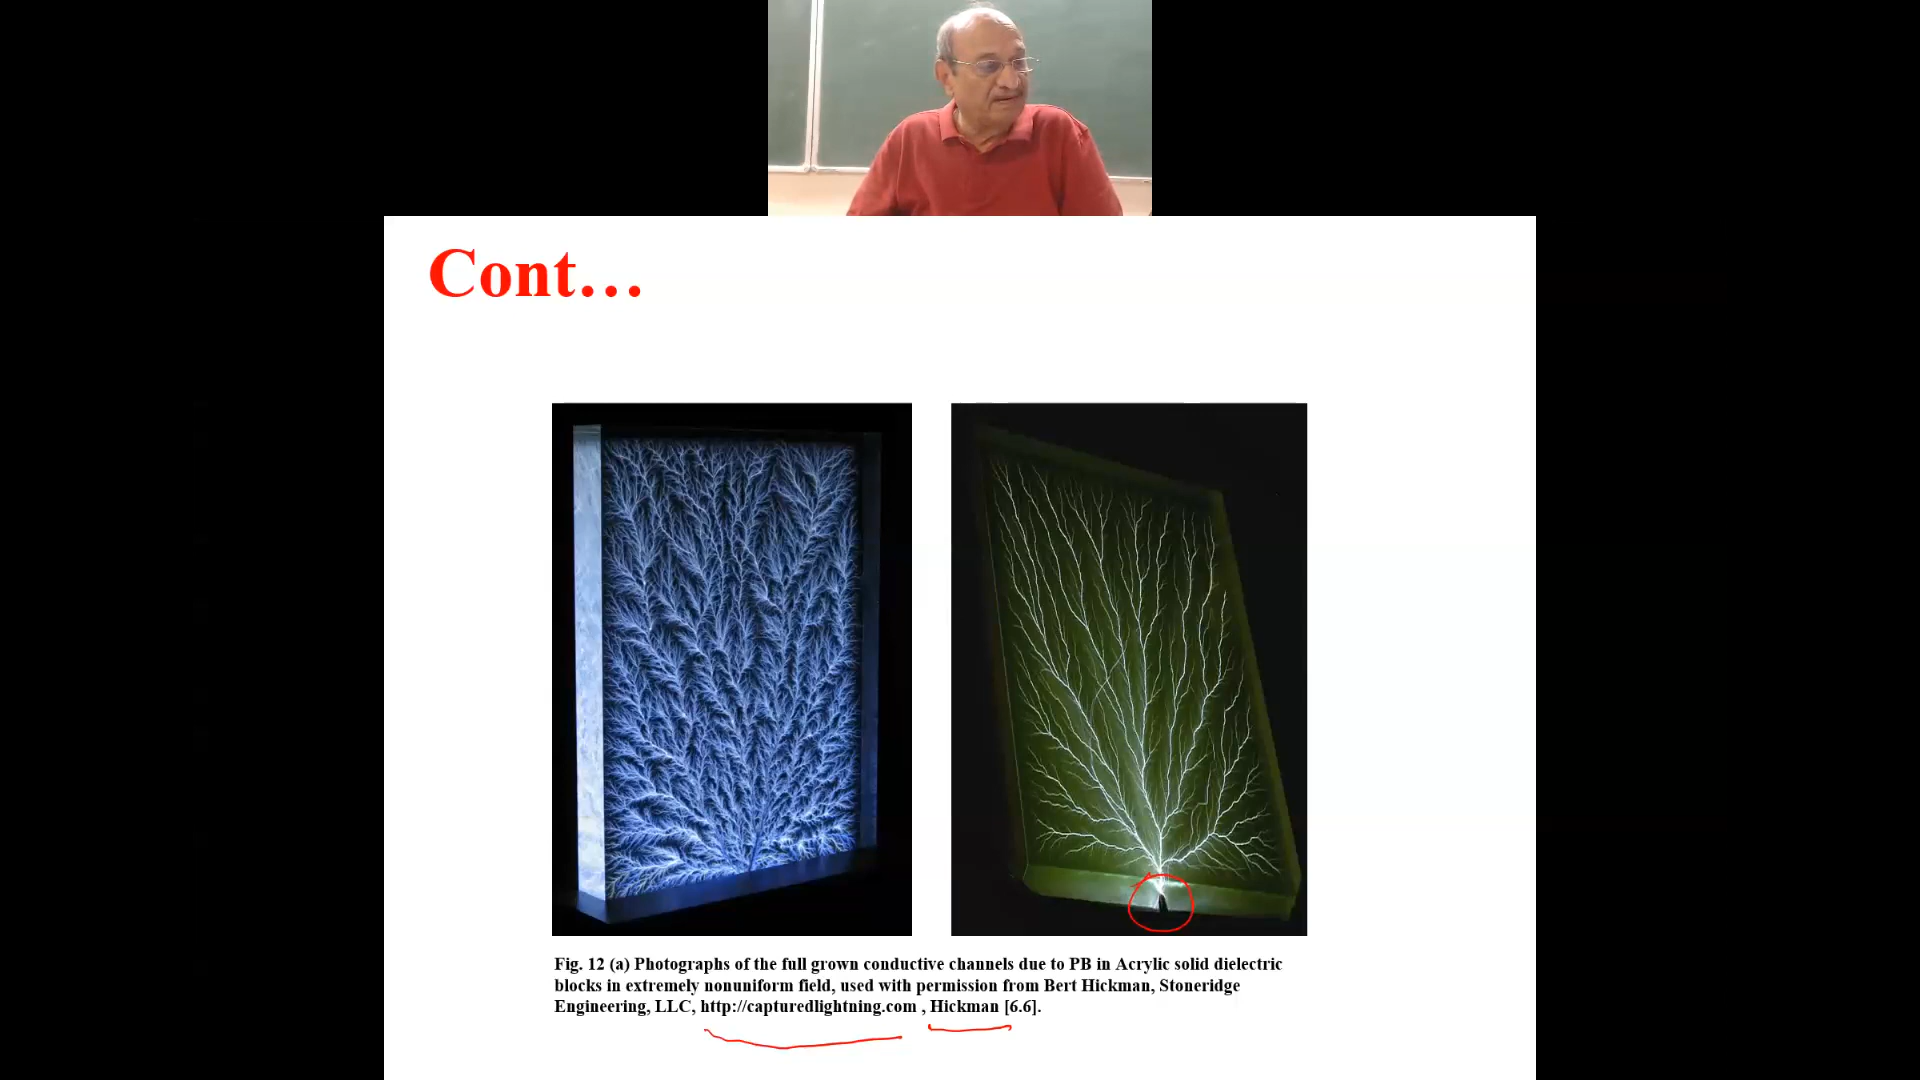 Cont…
Fig. 12 (a) Photographs of the full grown conductive channels due to PB in Acrylic solid dielectric
blocks in extremely nonuniform field, used with permission from Bert Hickman, Stoneridge
Engineering, LLC, http://capturedlightning.com , Hickman [6.6].